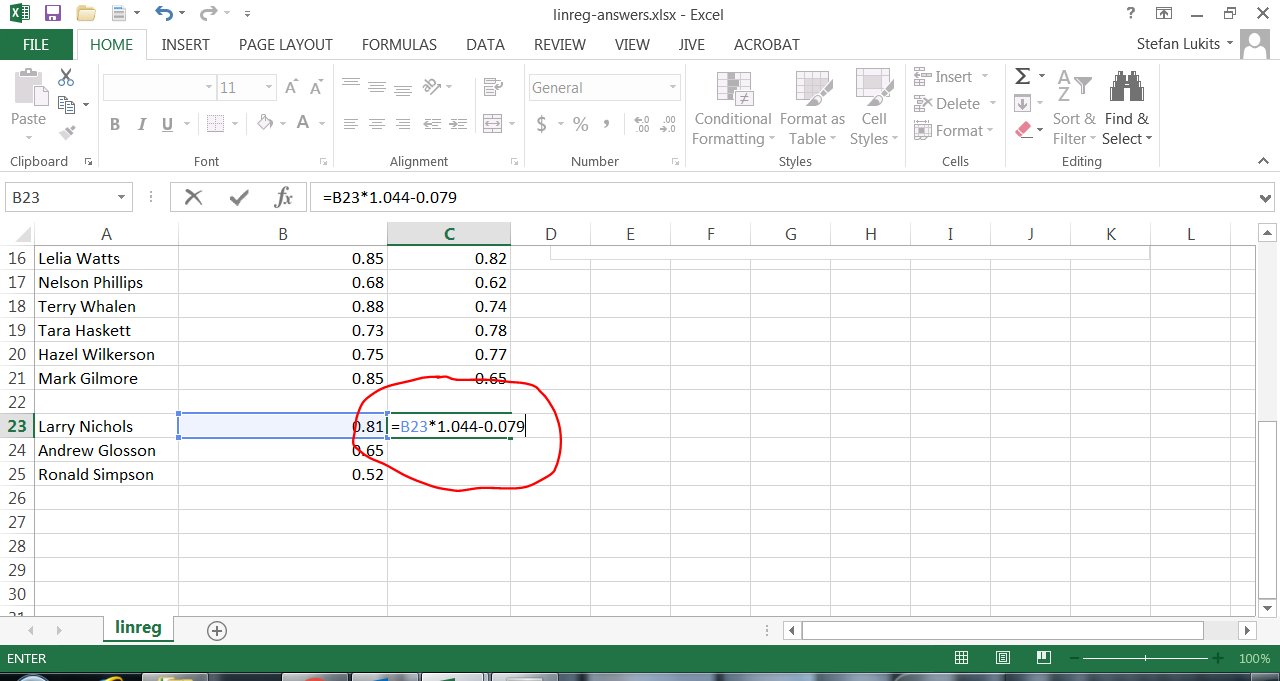 linreg-answers.xlsx - Excel
?
FILE HOME INSERT PAGE LAYOUT FORMULAS DATA REVIEW VIEW JIVE ACROBAT Stefan Lukits
Paste
11
General
B I U A
$ % ,
Conditional Formatting
Format as Table
Cell Styles
Insert
Delete
Format
Sort & Filter
Find & Select
Clipboard Font Alignment Number Styles Cells Editing
B23 fx =B23*1.044-0.079
A B C D E F G H I J K L
16 Lelia Watts 0.85 0.82
17 Nelson Phillips 0.68 0.62
18 Terry Whalen 0.88 0.74
19 Tara Haskett 0.73 0.78
20 Hazel Wilkerson 0.75 0.77
21 Mark Gilmore 0.85 0.65
22
23 Larry Nichols 0.81 =B23*1.044-0.079
24 Andrew Glosson 0.65
25 Ronald Simpson 0.52
26
27
28
29
30
linreg
ENTER 100%